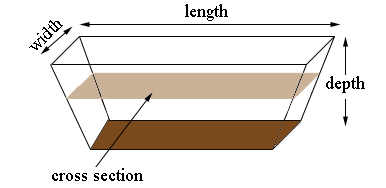 length
width
depth
cross section